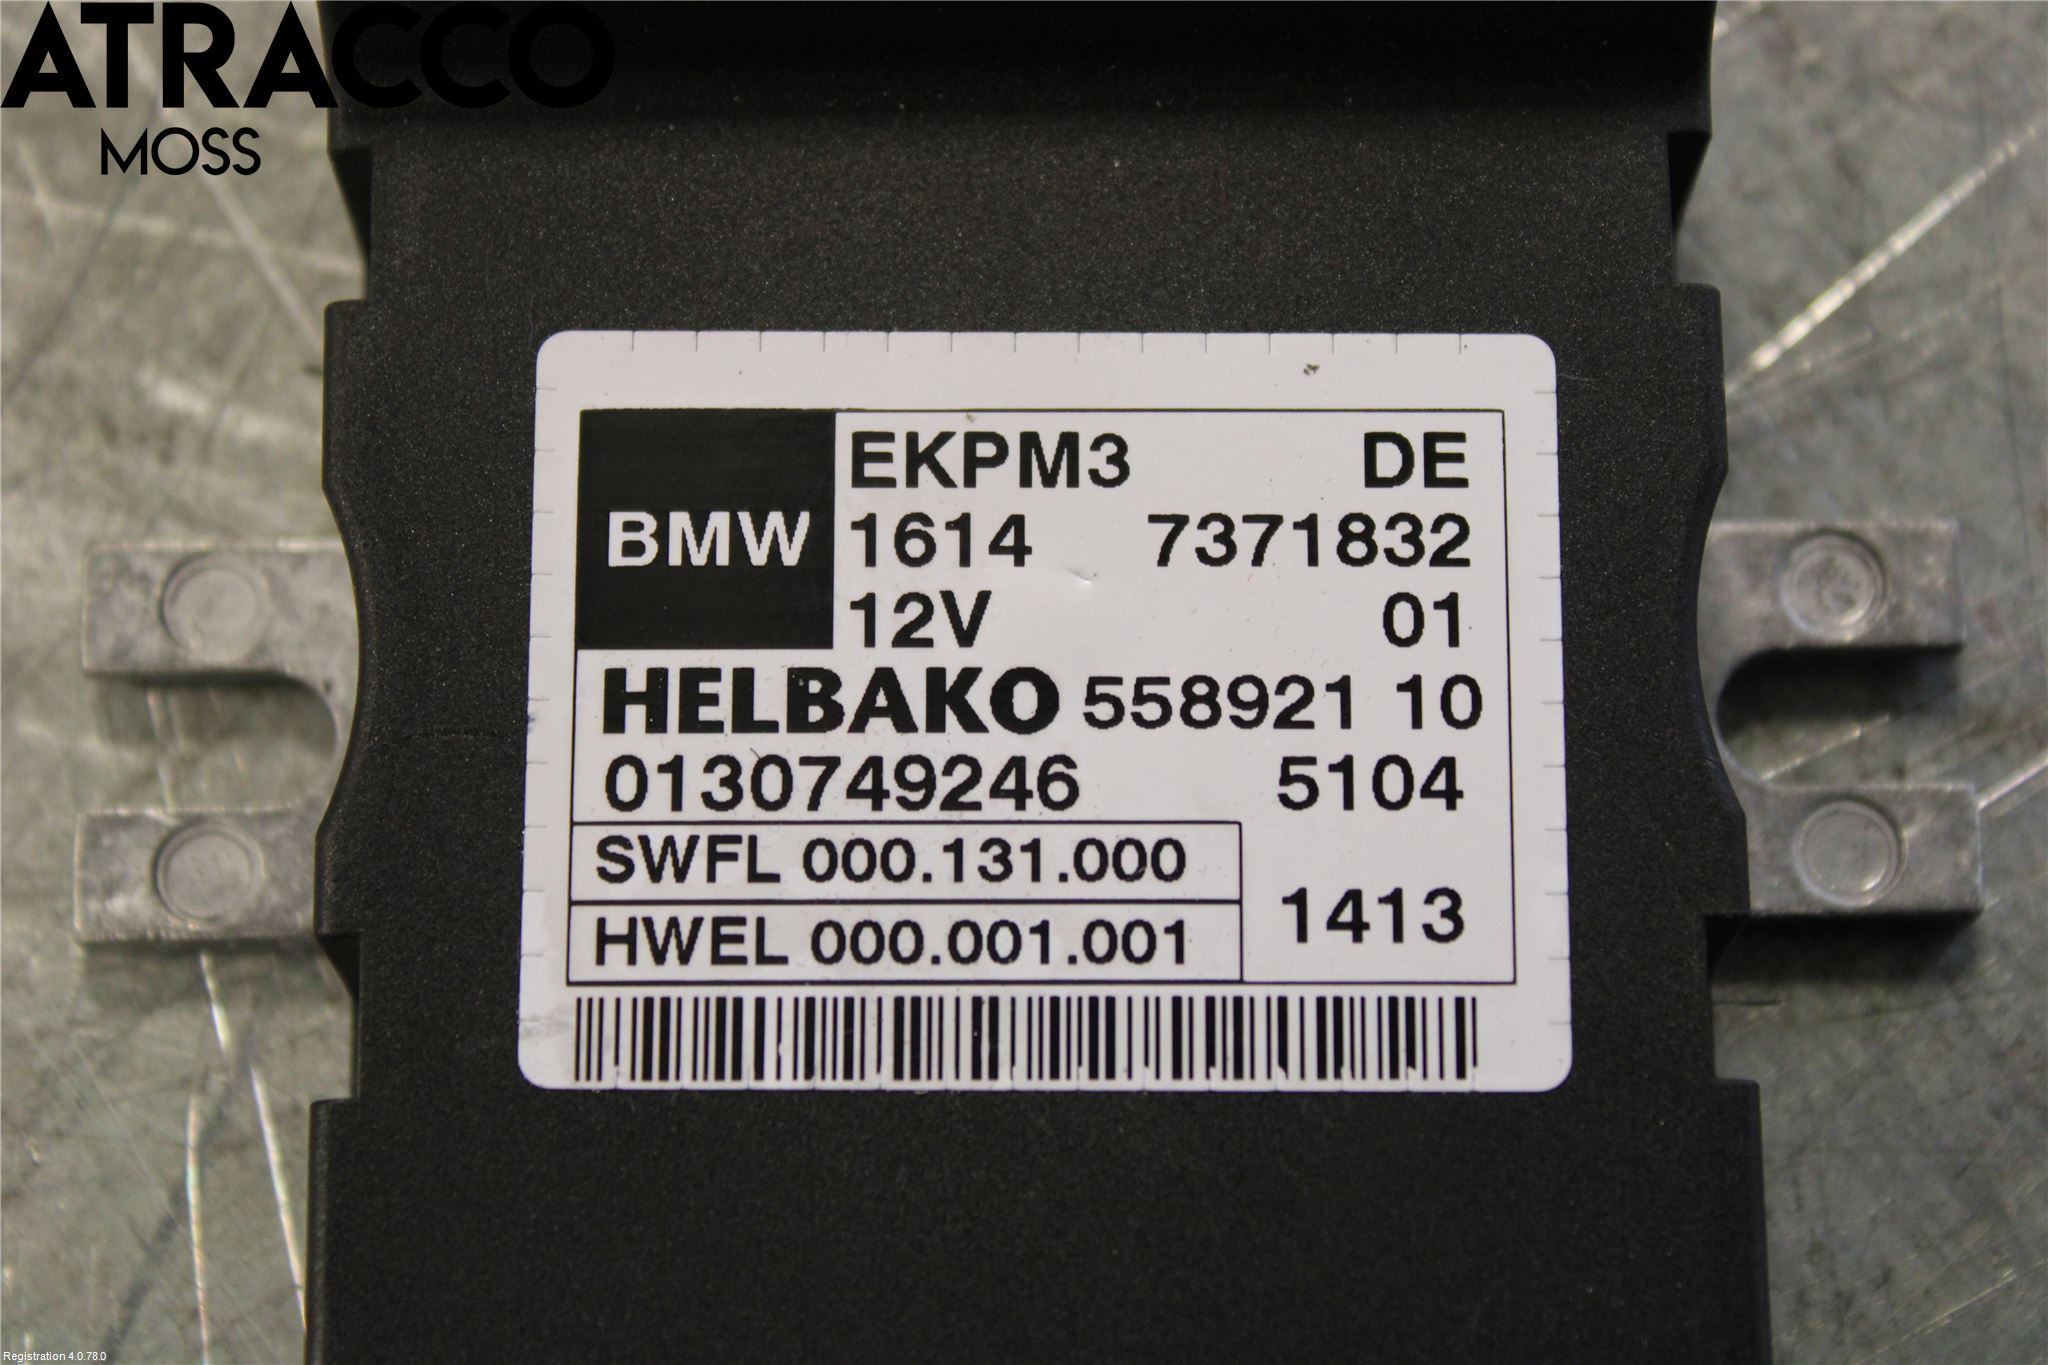 ATRACCO
MOSS
EKPM3 DE
BMW 1614 7371832
12V 01
HELBAKO 558921 10
0130749246 5104
SWFL 000.131.000
HWEL 000.001.001 1413
Registration 4.0.78.0